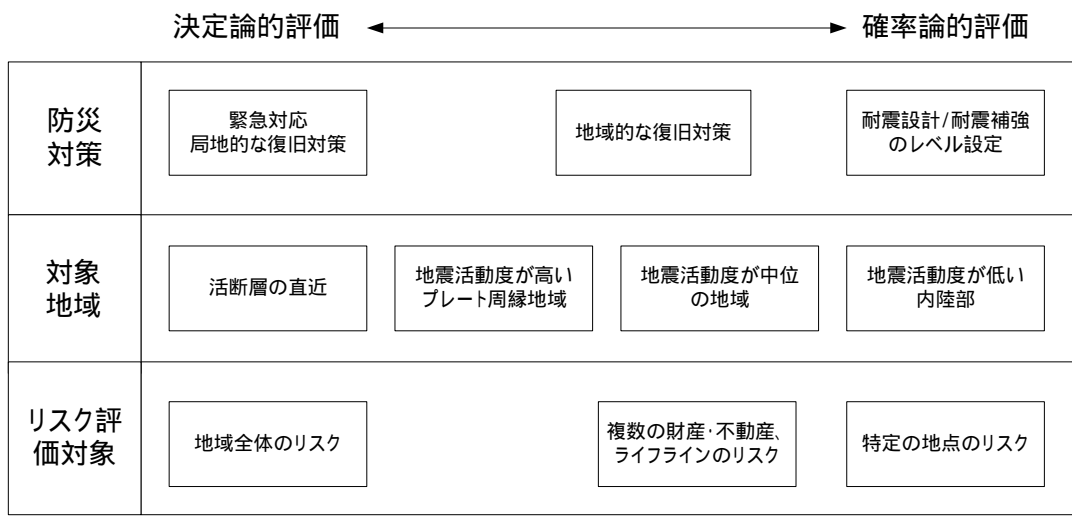 決定論的評価
確率論的評価
防災
対策
緊急対応
局地的な復旧対策
地域的な復旧対策
耐震設計/耐震補強
のレベル設定
対象
地域
活断層の直近
地震活動度が高い
プレート周縁地域
地震活動度が中位
の地域
地震活動度が低い
内陸部
リスク評
価対象
地域全体のリスク
複数の財産・不動産、
ライフラインのリスク
特定の地点のリスク